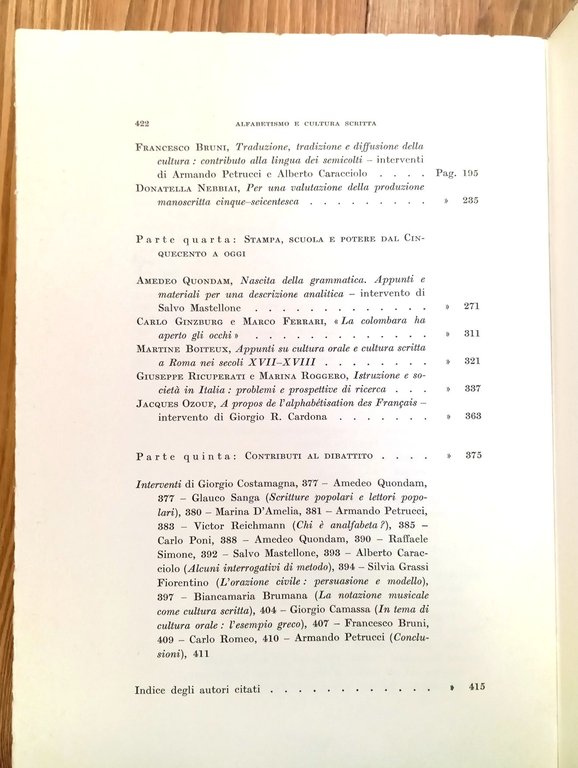 422 ALFABETISMO E CULTURA SCRITTA
FRANCESCO BRUNI, Traduzione, tradizione e diffusione della
cultura : contributo alla lingua dei semicolti – interventi
di Armando Petrucci e Alberto Caracciolo . . . . Pag. 195
DONATELLA NEBBIAI, Per una valutazione della produzione
manoscritta cinque–seicentesca . . . . . . . . . » 235
Parte quarta: STAMPA, SCUOLA E POTERE DAL CIN-
QUECENTO A OGGI
AMEDEO QUONDAM, Nascita della grammatica. Appunti e
materiali per una descrizione analitica – intervento di
Salvo Mastellone . . . . . . . . . . . . . » 271
CARLO GINZBURG E MARCO FERRARI, « La colombara ha
aperto gli occhi » . . . . . . . . . . . . . . » 311
MARTINE BOITEUX, Appunti su cultura orale e cultura scritta
a Roma nei secoli XVII–XVIII . . . . . . . . » 321
GIUSEPPE RICUPERATI E MARINA ROGGERO, Istruzione e so-
cietà in Italia : problemi e prospettive di ricerca . . . » 337
JACQUES OZOUF, A propos de l'alphabétisation des Français –
intervento di Giorgio R. Cardona . . . . . . . » 363
Parte quinta: CONTRIBUTI AL DIBATTITO . . . . » 375
Interventi di Giorgio Costamagna, 377 – Amedeo Quondam,
377 – Glauco Sanga (Scritture popolari e lettori popo-
lari), 380 – Marina D'Amelia, 381 – Armando Petrucci,
383 – Victor Reichmann (Chi è analfabeta?), 385 –
Carlo Poni, 388 – Amedeo Quondam, 390 – Raffaele
Simone, 392 – Salvo Mastellone, 393 – Alberto Carac-
ciolo (Alcuni interrogativi di metodo), 394 – Silvia Grassi
Fiorentino (L'orazione civile : persuasione e modello),
397 – Biancamaria Brumana (La notazione musicale
come cultura scritta), 404 – Giorgio Camassa (In tema di
cultura orale : l'esempio greco), 407 – Francesco Bruni,
409 – Carlo Romeo, 410 – Armando Petrucci (Conclu-
sioni), 411
Indice degli autori citati . . . . . . . . . . . . » 415